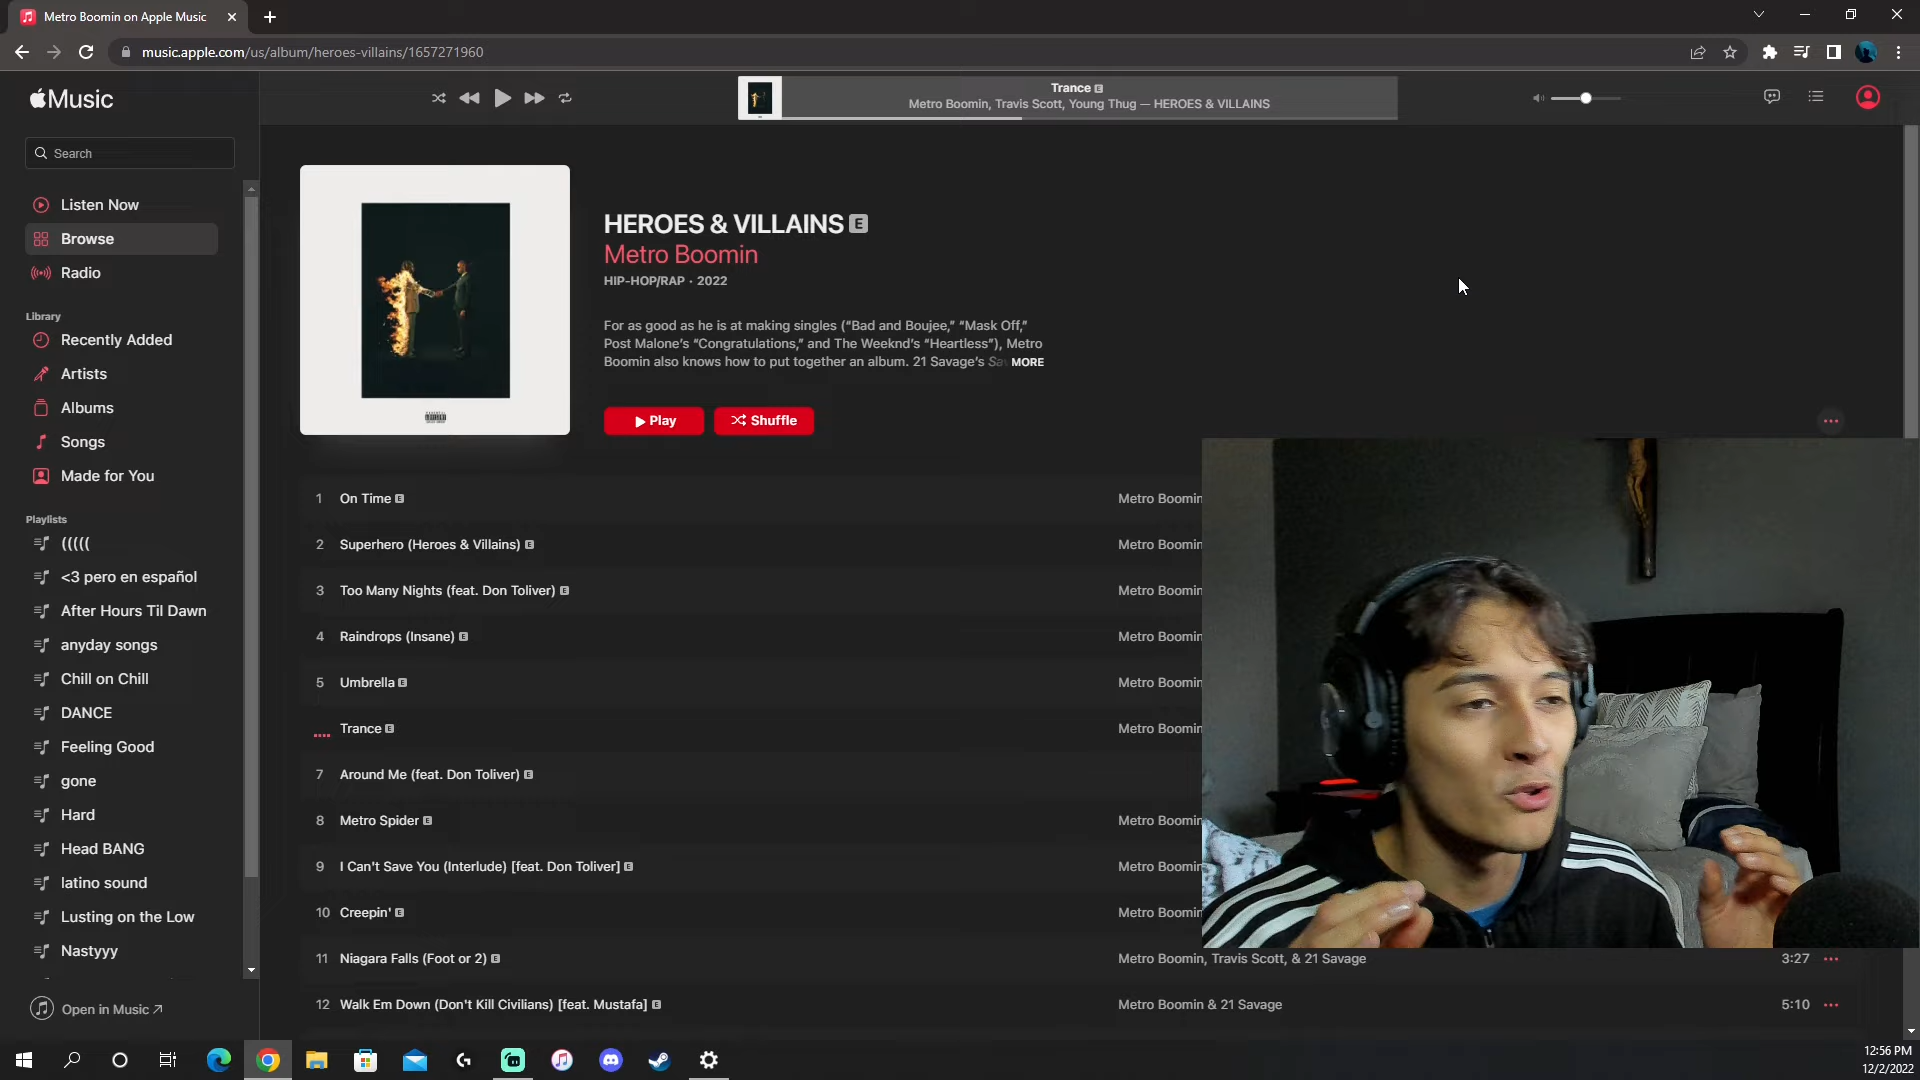 Metro Boomin on Apple Music
music.apple.com/us/album/heroes-villains/1657271960
Music
Trance E
Metro Boomin, Travis Scott, Young Thug — HEROES & VILLAINS
Search
Listen Now
Browse
Radio
Library
Recently Added
Artists
Albums
Songs
Made for You
Playlists
(((((
<3 pero en español
After Hours Til Dawn
anyday songs
Chill on Chill
DANCE
Feeling Good
gone
Hard
Head BANG
latino sound
Lusting on the Low
Nastyyy
Open in Music ↗
HEROES & VILLAINS E
Metro Boomin
HIP-HOP/RAP · 2022
For as good as he is at making singles (“Bad and Boujee,” “Mask Off,”
Post Malone’s “Congratulations,” and The Weeknd’s “Heartless”), Metro
Boomin also knows how to put together an album. 21 Savage’s MORE
Play
Shuffle
1 On Time E Metro Boomin
2 Superhero (Heroes & Villains) E Metro Boomin
3 Too Many Nights (feat. Don Toliver) E Metro Boomin
4 Raindrops (Insane) E Metro Boomin
5 Umbrella E Metro Boomin
Trance E Metro Boomin
7 Around Me (feat. Don Toliver) E
8 Metro Spider E Metro Boomin
9 I Can't Save You (Interlude) [feat. Don Toliver] E Metro Boomin
10 Creepin' E Metro Boomin
11 Niagara Falls (Foot or 2) E Metro Boomin, Travis Scott, & 21 Savage 3:27
12 Walk Em Down (Don't Kill Civilians) [feat. Mustafa] E Metro Boomin & 21 Savage 5:10
12:56 PM
12/2/2022